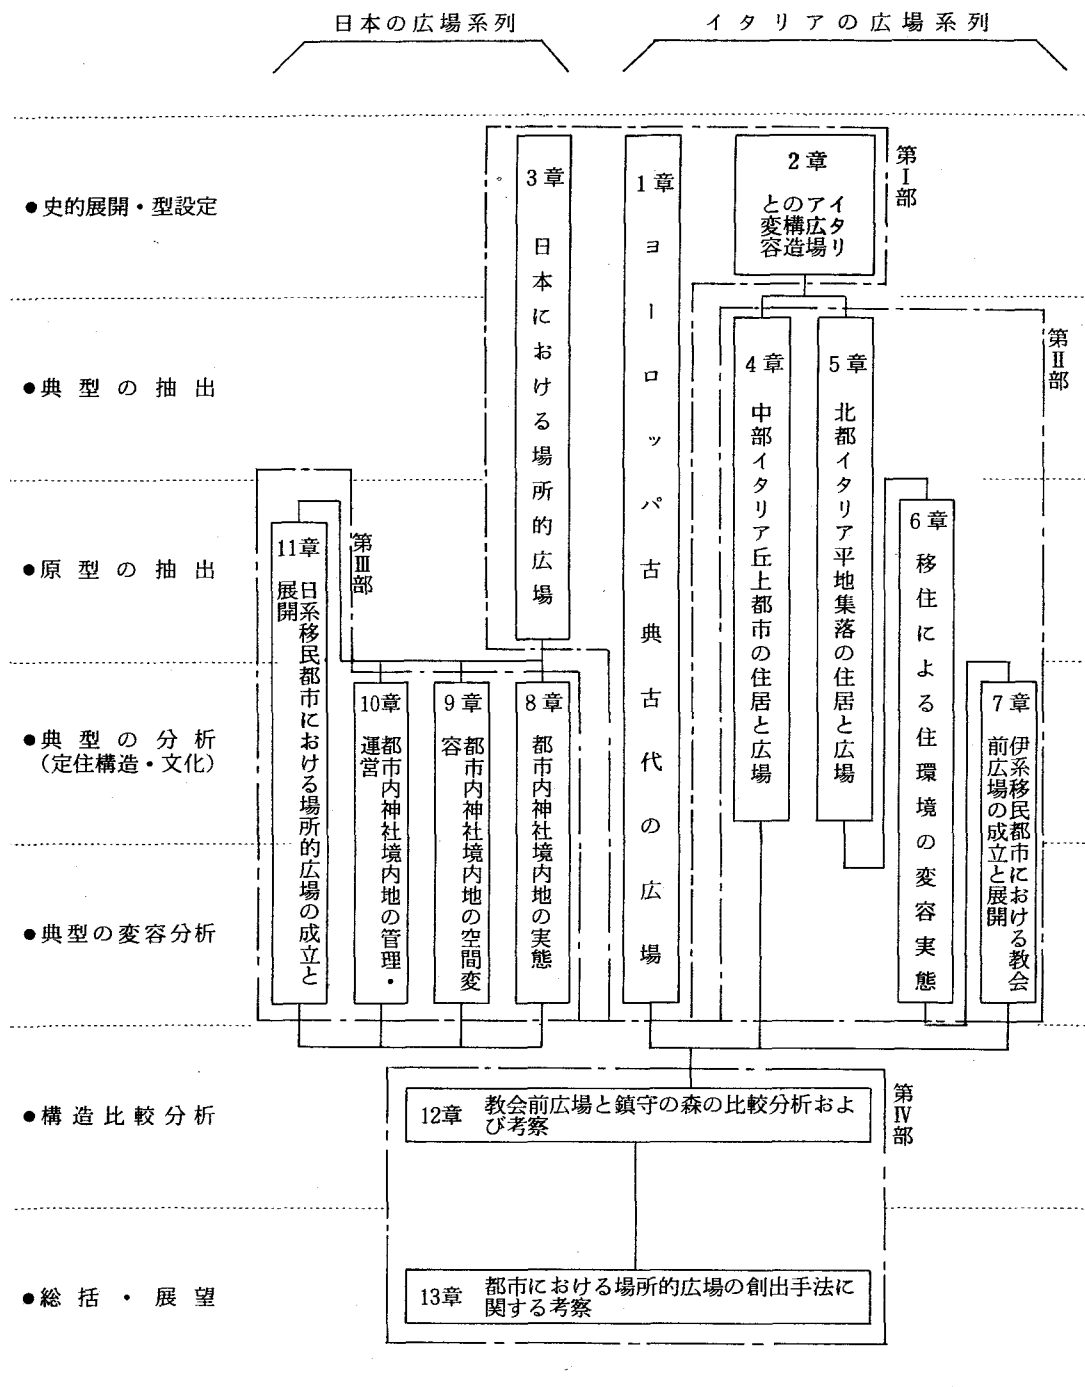 日本の広場系列
イタリアの広場系列
●史的展開・型設定
●典型の抽出
●原型の抽出
●典型の分析
（定住構造・文化）
●典型の変容分析
●構造比較分析
●総括・展望
第Ⅰ部
2章
イタリ
ア広場
の構造
と変容
1章
ヨーロッパ古典古代の広場
3章
日本における場所的広場
第Ⅱ部
4章
中部イタリア丘上都市の住居と広場
5章
北都イタリア平地集落の住居と広場
6章
移住による住環境の変容実態
7章
伊系移民都市における教会
前広場の成立と展開
第Ⅲ部
8章
都市内神社境内地の実態
9章
都市内神社境内地の空間変
容
10章
都市内神社境内地の管理・
運営
11章
日系移民都市における場所的広場の成立と
展開
第Ⅳ部
12章
教会前広場と鎮守の森の比較分析およ
び考察
13章
都市における場所的広場の創出手法に
関する考察